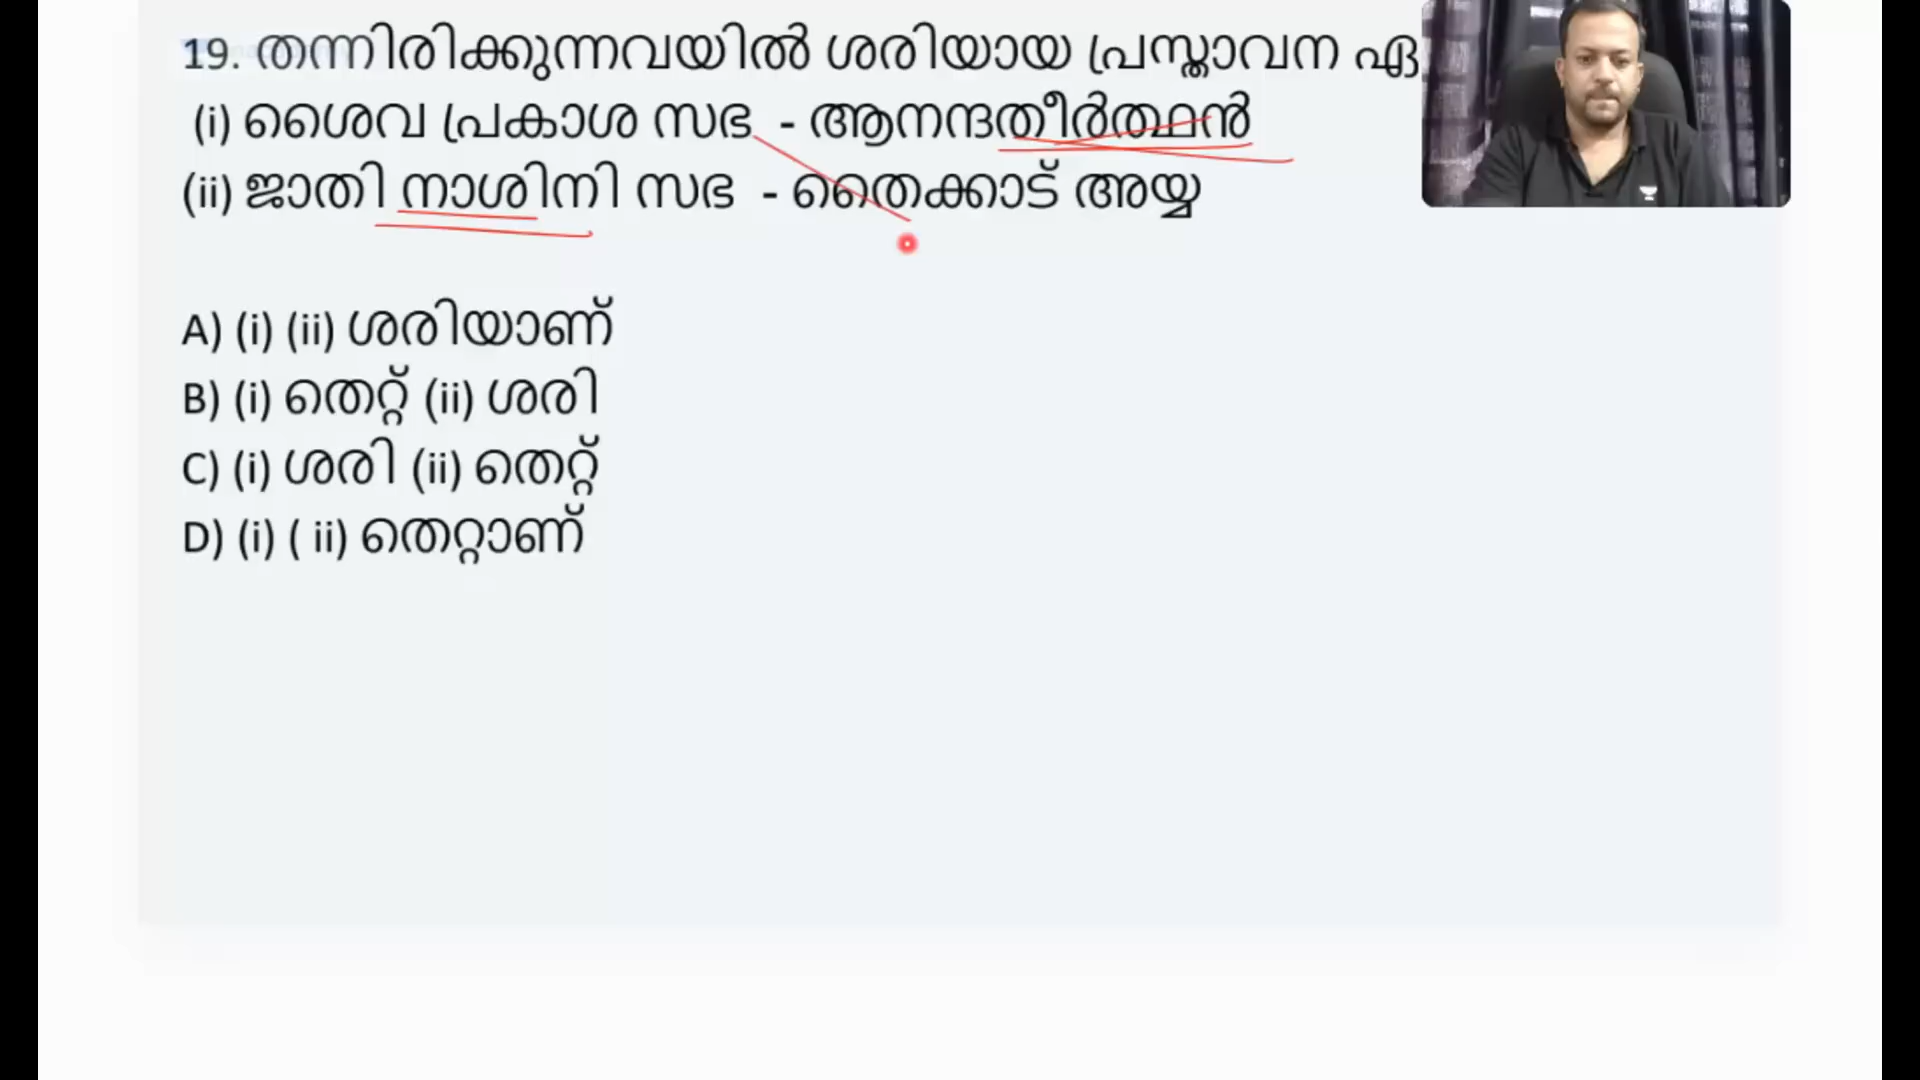 19. തന്നിരിക്കുന്നവയിൽ ശരിയായ പ്രസ്താവന ഏ
(i) ശൈവ പ്രകാശ സഭ - ആനന്ദതീർത്ഥൻ
(ii) ജാതി നാശിനി സഭ - തൈക്കാട് അയ്യ
A) (i) (ii) ശരിയാണ്
B) (i) തെറ്റ് (ii) ശരി
C) (i) ശരി (ii) തെറ്റ്
D) (i) ( ii) തെറ്റാണ്